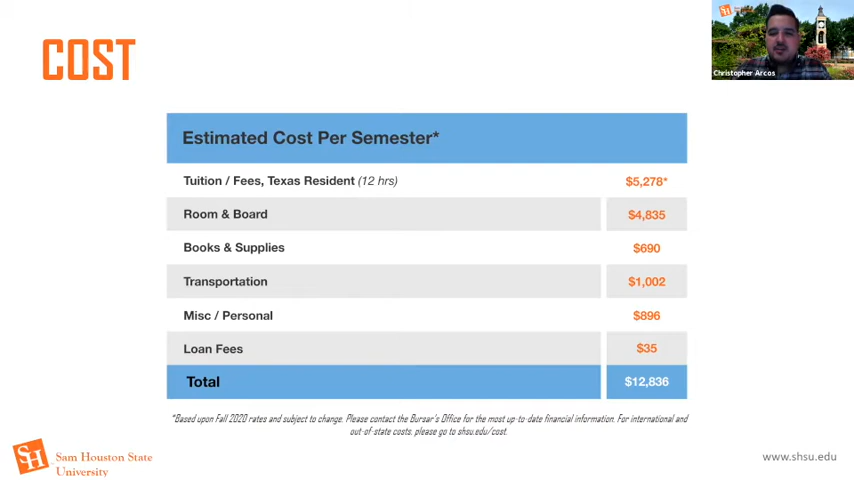 COST
SH
Christopher Arcos
Estimated Cost Per Semester*
Tuition / Fees, Texas Resident (12 hrs) $5,278*
Room & Board $4,835
Books & Supplies $690
Transportation $1,002
Misc / Personal $896
Loan Fees $35
Total $12,836
*Based upon Fall 2020 rates and subject to change. Please contact the Bursar's Office for the most up-to-date financial information. For international and
out-of-state costs, please go to shsu.edu/cost.
SH Sam Houston State
University
www.shsu.edu